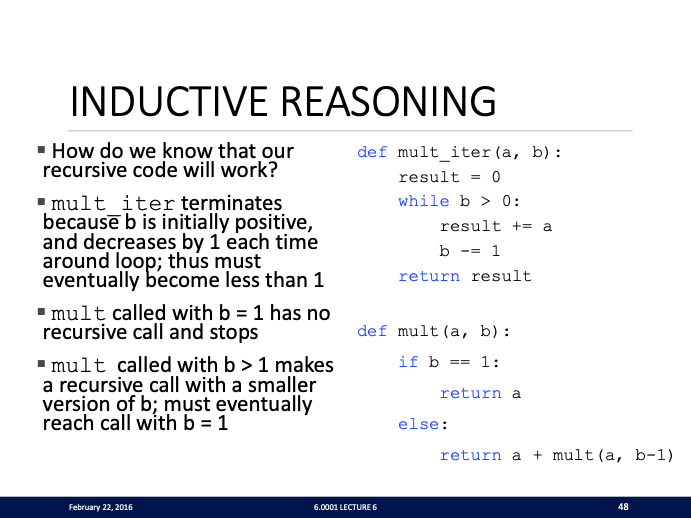 INDUCTIVE REASONING
▪ How do we know that our
recursive code will work?
▪ mult_iter terminates
because b is initially positive,
and decreases by 1 each time
around loop; thus must
eventually become less than 1
▪ mult called with b = 1 has no
recursive call and stops
▪ mult called with b > 1 makes
a recursive call with a smaller
version of b; must eventually
reach call with b = 1
def mult_iter(a, b):
    result = 0
    while b > 0:
        result += a
        b -= 1
    return result
def mult(a, b):
    if b == 1:
        return a
    else:
        return a + mult(a, b-1)
February 22, 2016
6.0001 LECTURE 6
48